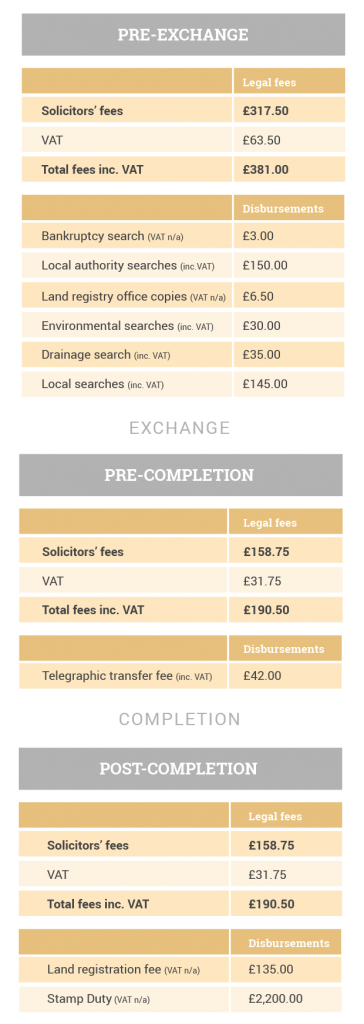 PRE-EXCHANGE
Legal fees
Solicitors’ fees £317.50
VAT £63.50
Total fees inc. VAT £381.00
Disbursements
Bankruptcy search (VAT n/a) £3.00
Local authority searches (inc.VAT) £150.00
Land registry office copies (VAT n/a) £6.50
Environmental searches (inc. VAT) £30.00
Drainage search (inc. VAT) £35.00
Local searches (inc. VAT) £145.00
EXCHANGE
PRE-COMPLETION
Legal fees
Solicitors’ fees £158.75
VAT £31.75
Total fees inc. VAT £190.50
Disbursements
Telegraphic transfer fee (inc. VAT) £42.00
COMPLETION
POST-COMPLETION
Legal fees
Solicitors’ fees £158.75
VAT £31.75
Total fees inc. VAT £190.50
Disbursements
Land registration fee (VAT n/a) £135.00
Stamp Duty (VAT n/a) £2,200.00